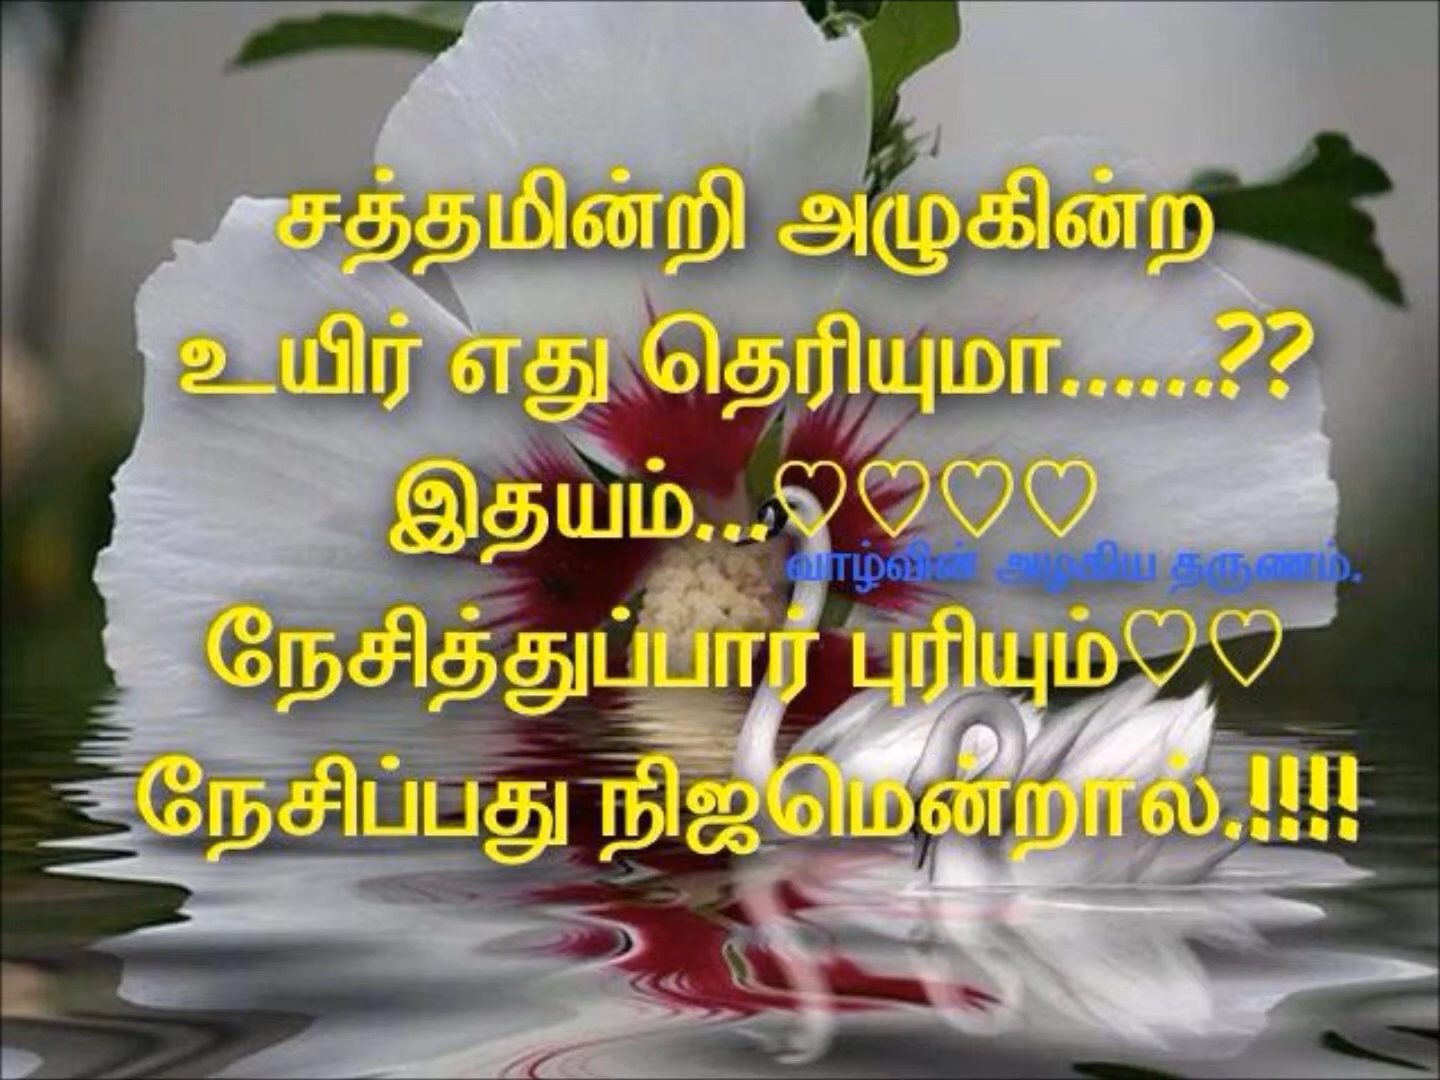 சத்தமின்றி அழுகின்ற
உயிர் எது தெரியுமா......??
இதயம்...♡♡♡♡
வாழ்வின் அழகிய தருணம்.
நேசித்துப்பார் புரியும்♡♡
நேசிப்பது நிஜமென்றால்.!!!!